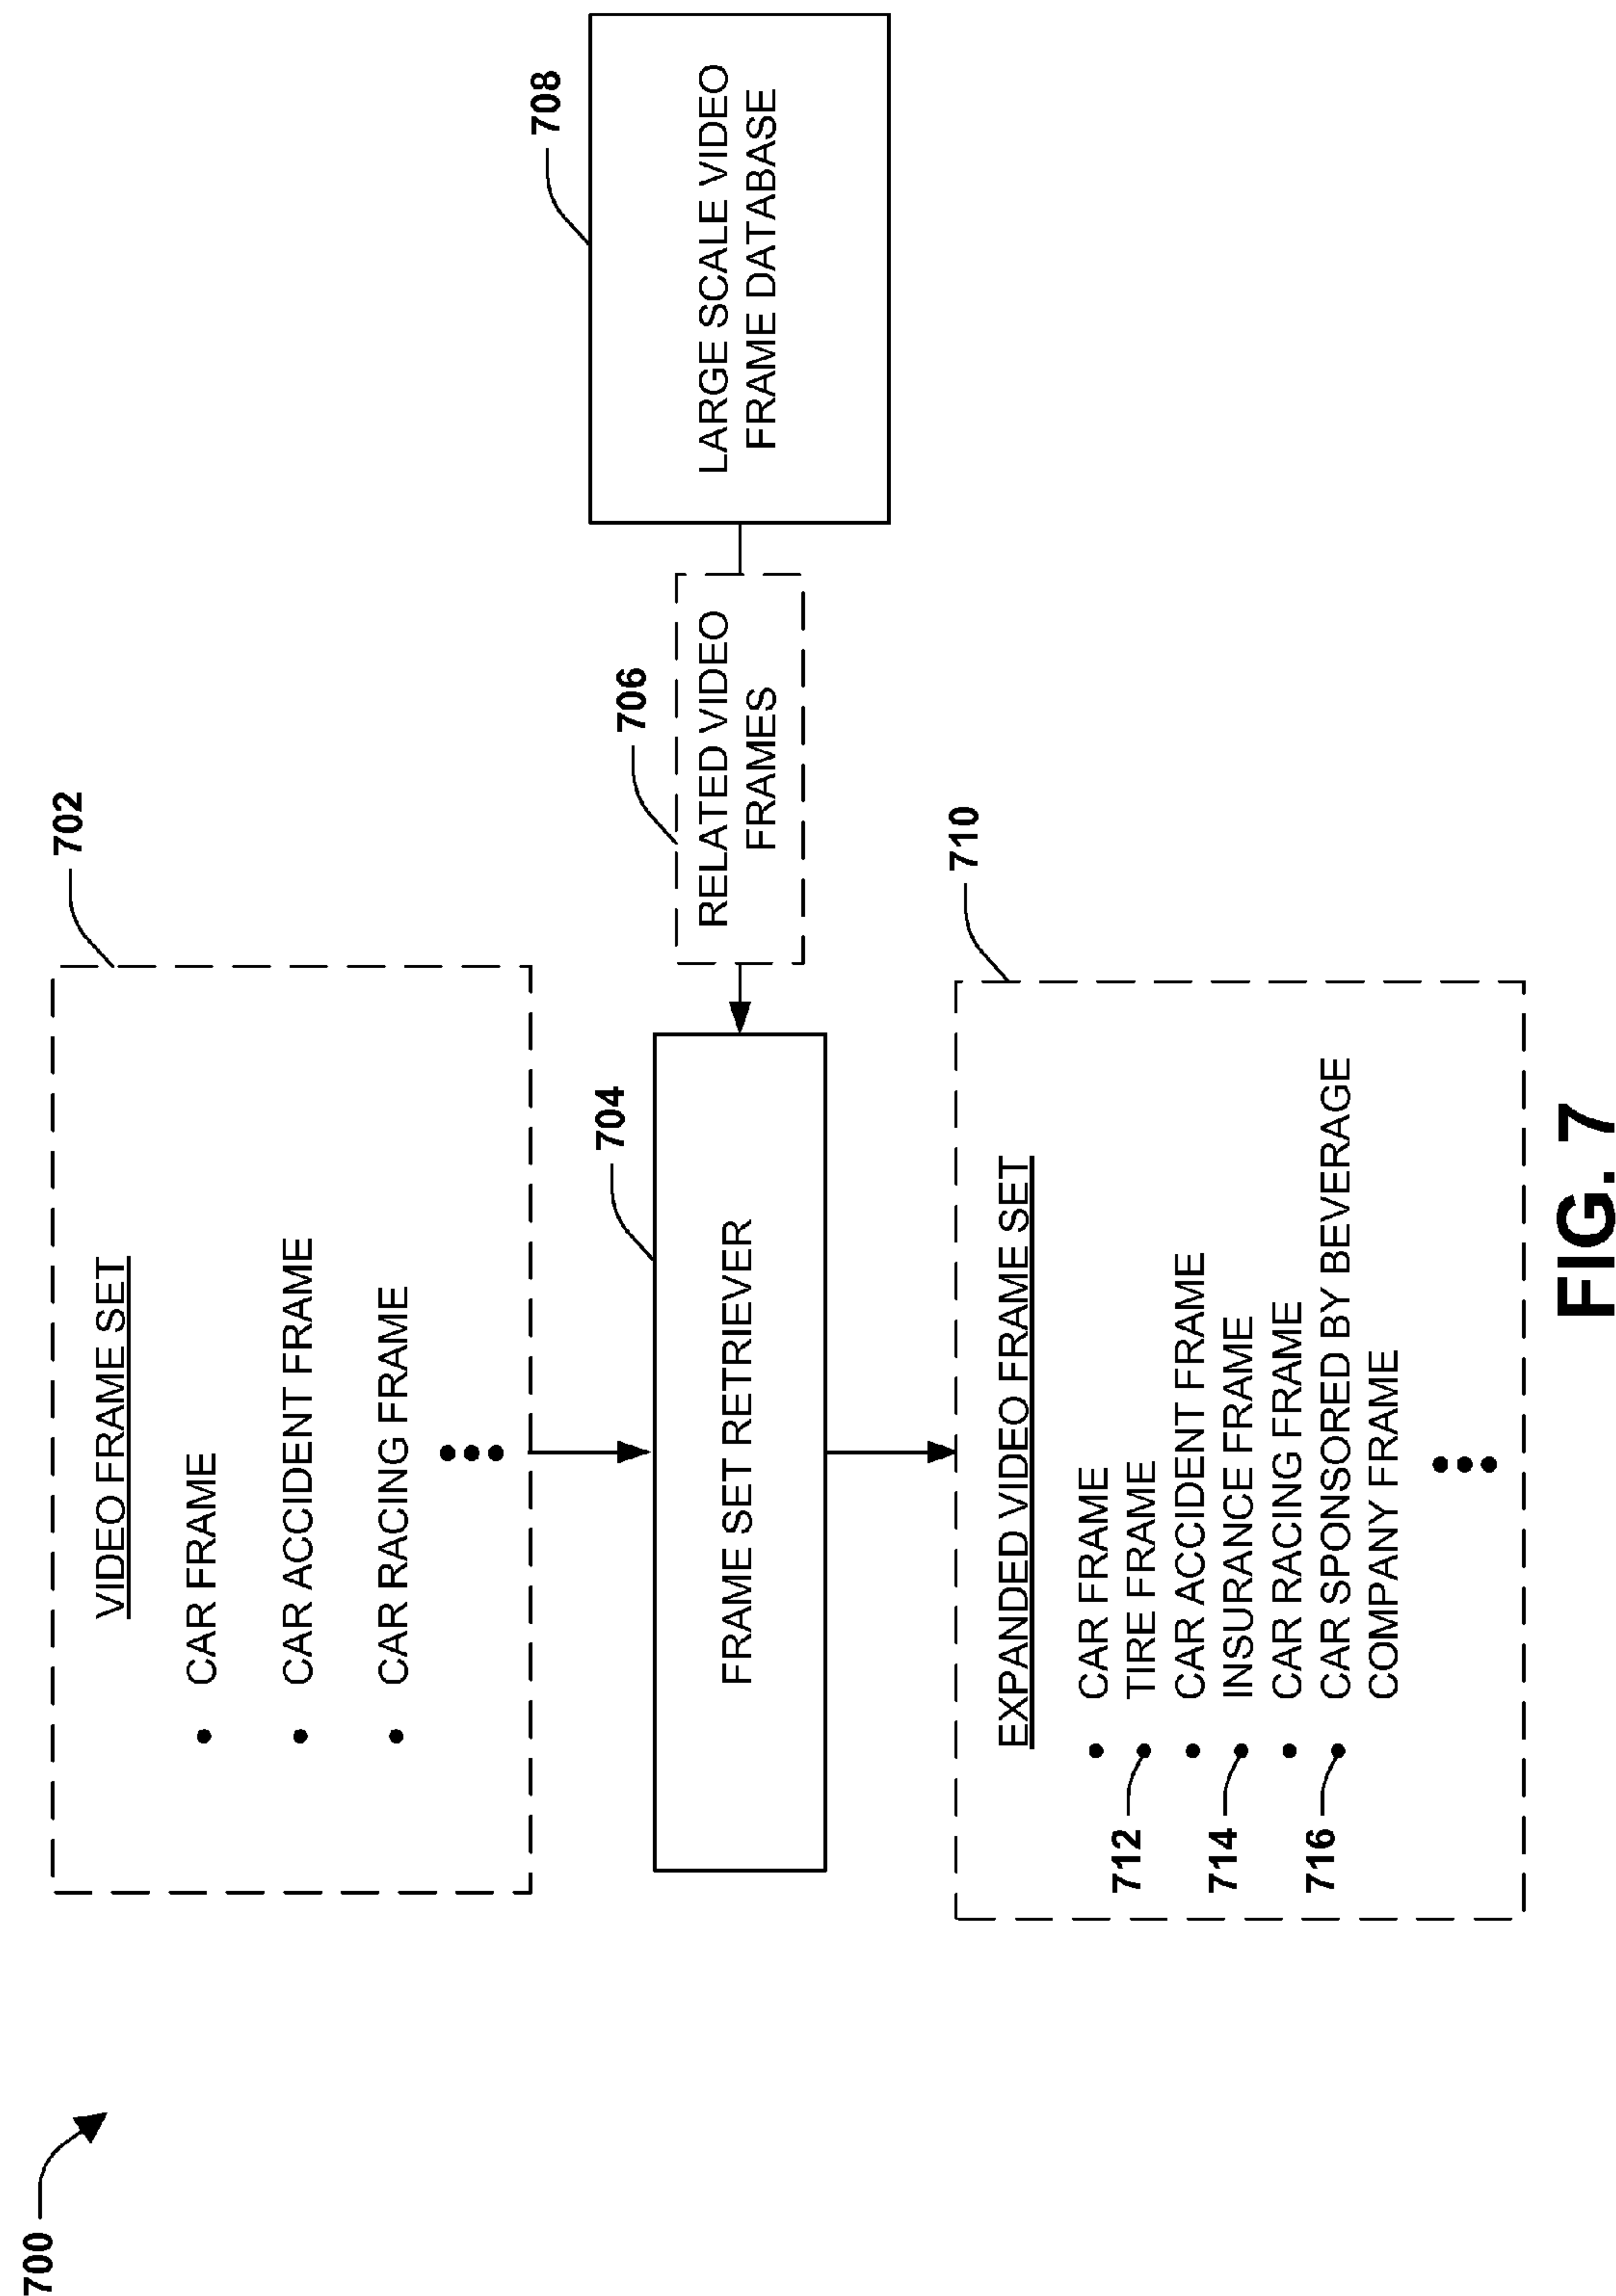 700
702
VIDEO FRAME SET
• CAR FRAME
• CAR ACCIDENT FRAME
• CAR RACING FRAME
704
FRAME SET RETRIEVER
706
RELATED VIDEO
FRAMES
708
LARGE SCALE VIDEO
FRAME DATABASE
710
EXPANDED VIDEO FRAME SET
• CAR FRAME
712 • TIRE FRAME
• CAR ACCIDENT FRAME
714 • INSURANCE FRAME
• CAR RACING FRAME
716 • CAR SPONSORED BY BEVERAGE
COMPANY FRAME
FIG. 7